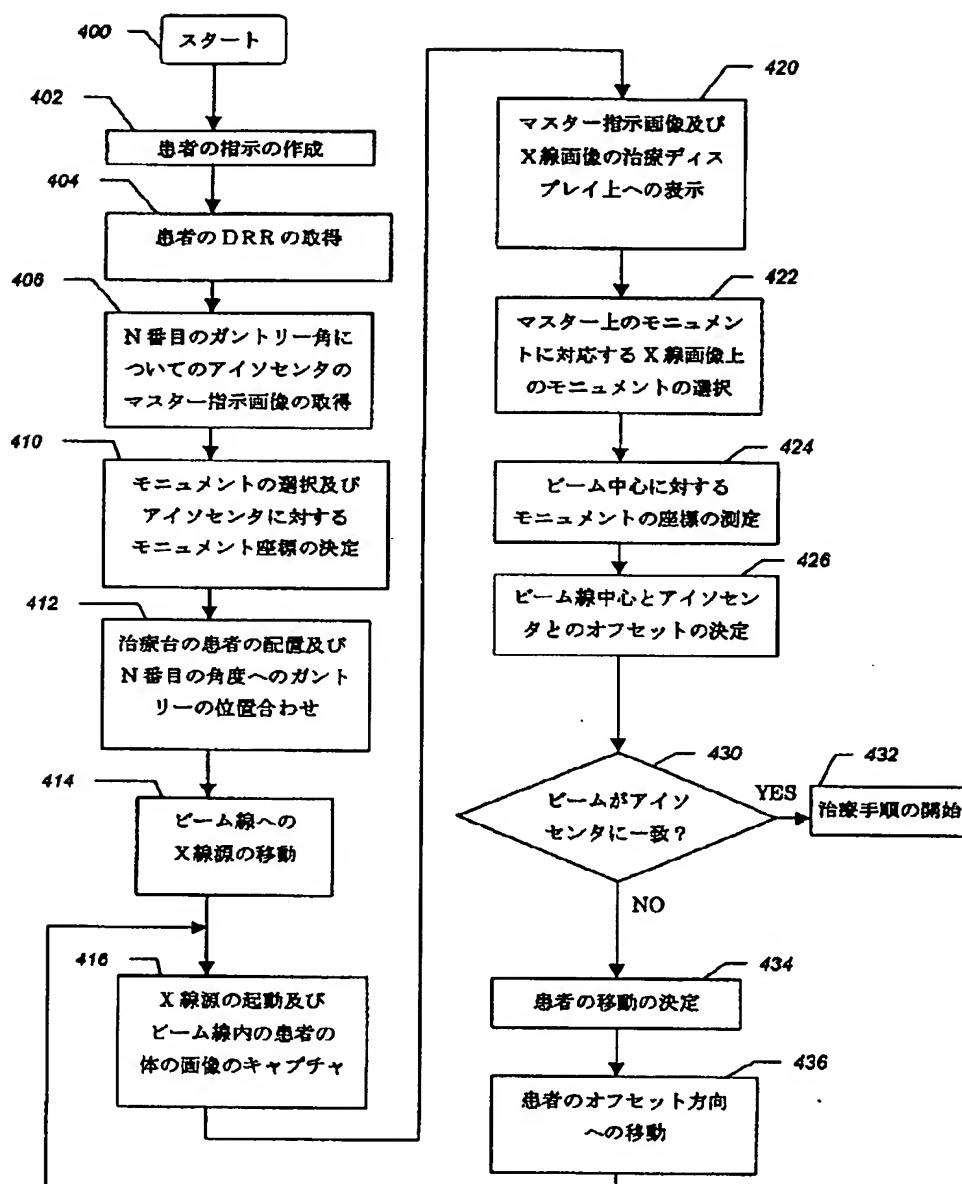 400
スタート
402
患者の指示の作成
404
患者のDRRの取得
406
N番目のガントリー角に
ついてのアイソセンタの
マスター指示画像の取得
410
モニュメントの選択及び
アイソセンタに対する
モニュメント座標の決定
412
治療台の患者の配置及び
N番目の角度へのガント
リーの位置合わせ
414
ビーム線への
X線源の移動
416
X線源の起動及び
ビーム線内の患者の
体の画像のキャプチャ
420
マスター指示画像及び
X線画像の治療ディス
プレイ上への表示
422
マスター上のモニュメン
トに対応するX線画像上
のモニュメントの選択
424
ビーム中心に対する
モニュメントの座標の測定
426
ビーム線中心とアイソセン
タとのオフセットの決定
430
ビームがアイソ
センタに一致?
YES
432
治療手順の開始
NO
434
患者の移動の決定
436
患者のオフセット方向
への移動